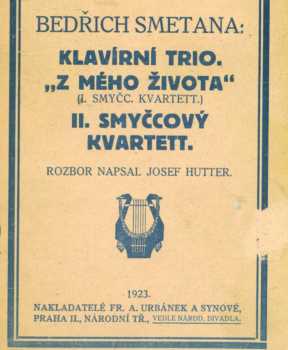 BEDŘICH SMETANA:
KLAVÍRNÍ TRIO.
„Z MÉHO ŽIVOTA“
(I. SMYČC. KVARTETT.)
II. SMYČCOVÝ
KVARTETT.
ROZBOR NAPSAL JOSEF HUTTER.
1923.
NAKLADATELÉ FR. A. URBÁNEK A SYNOVÉ,
PRAHA II., NÁRODNÍ TŘ., VEDLE NÁROD. DIVADLA.